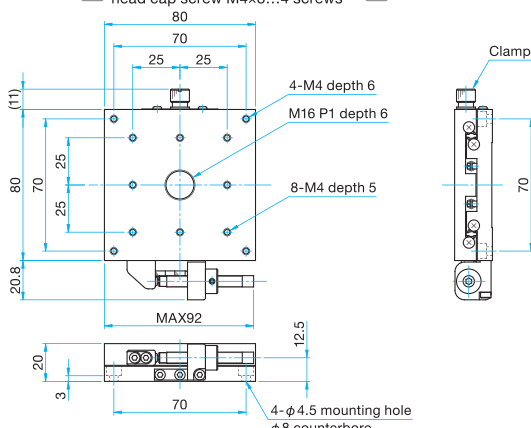 head cap screw M4×8…4 screws
80
70
25 25
Clamp
(11)
4-M4 depth 6
M16 P1 depth 6
80
70
25
25
70
8-M4 depth 5
20.8
MAX92
12.5
20
3
70
4-φ4.5 mounting hole
φ8 counterbore